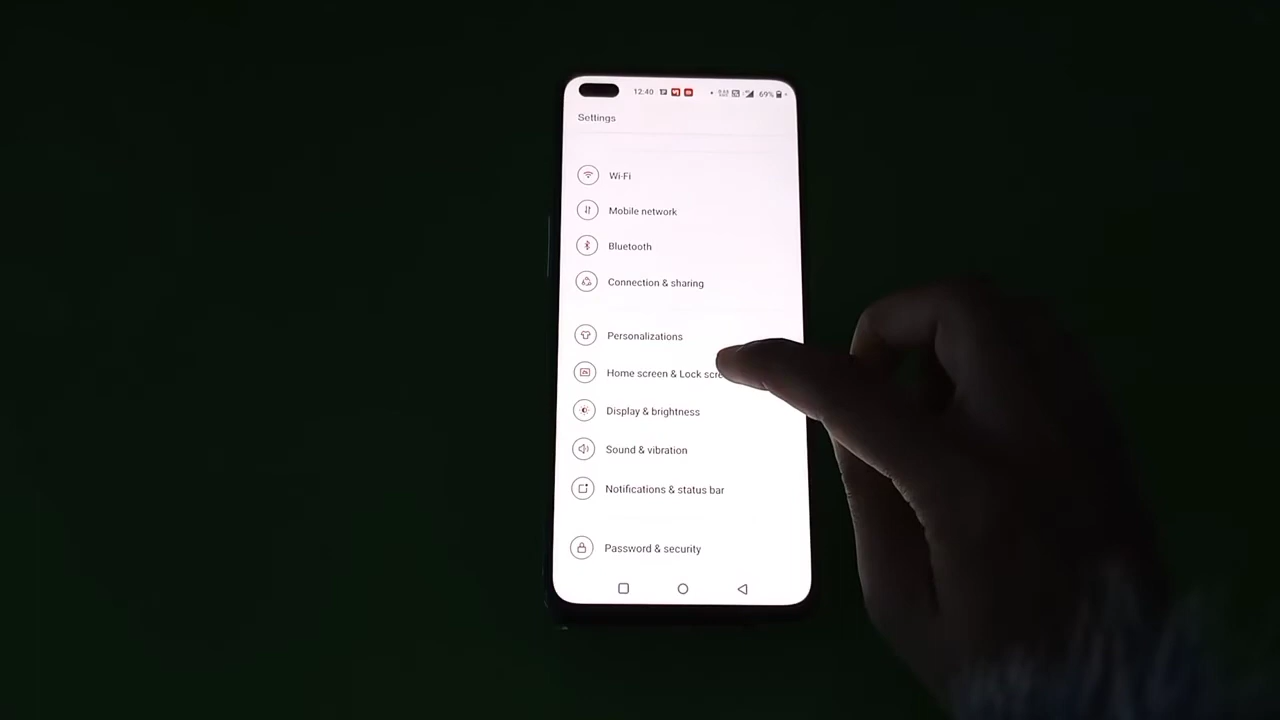 12:40
69%
Settings
Wi-Fi
Mobile network
Bluetooth
Connection & sharing
Personalizations
Home screen & Lock scre
Display & brightness
Sound & vibration
Notifications & status bar
Password & security